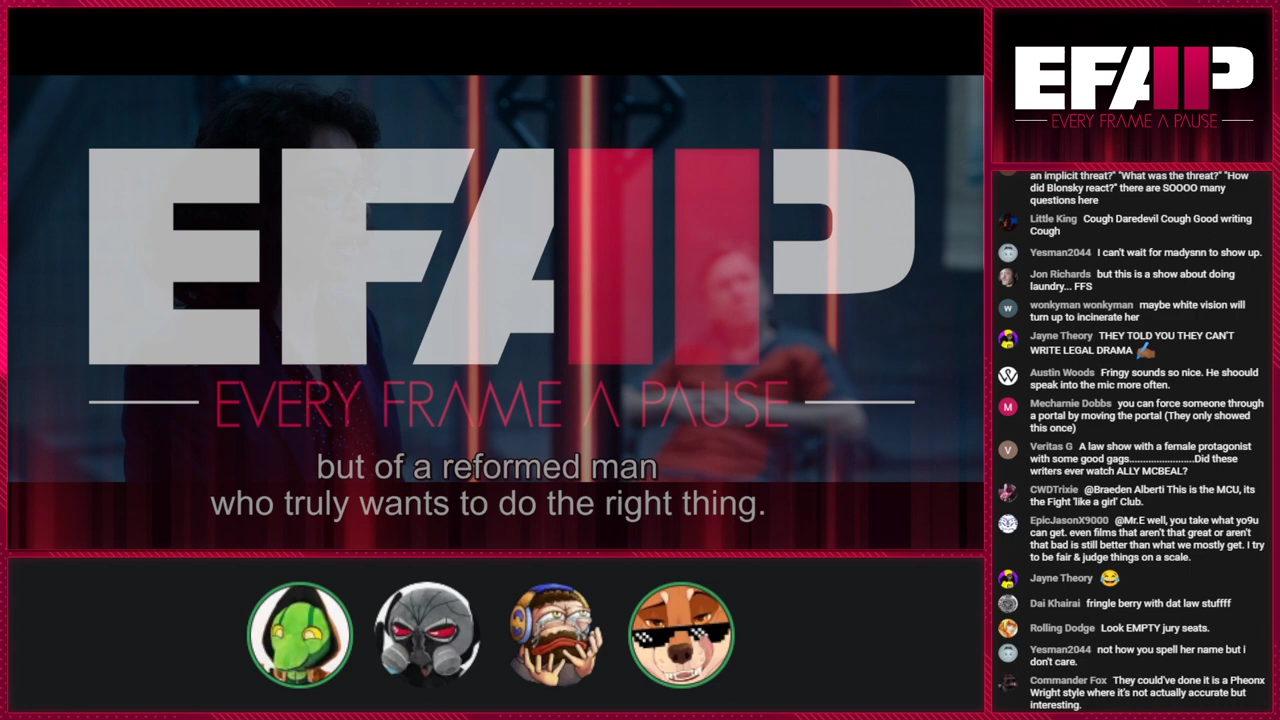 EFAP
EVERY FRAME A PAUSE
but of a reformed man
who truly wants to do the right thing.
EFAP
EVERY FRAME A PAUSE
an implicit threat?" "What was the threat?" "How
did Blonsky react?" there are SOOOO many
questions here
Little King Cough Daredevil Cough Good writing
Cough
Yesman2044 I can't wait for madysnn to show up.
Jon Richards but this is a show about doing
laundry... FFS
w
wonkyman wonkyman maybe white vision will
turn up to incinerate her
Jayne Theory THEY TOLD YOU THEY CAN'T
WRITE LEGAL DRAMA ✍🏾
Austin Woods Fringy sounds so nice. He shoould
speak into the mic more often.
M
Mecharnie Dobbs you can force someone through
a portal by moving the portal (They only showed
this once)
V
Veritas G A law show with a female protagonist
with some good gags.........................Did these
writers ever watch ALLY MCBEAL?
CWDTrixie @Braeden Alberti This is the MCU, its
the Fight 'like a girl' Club.
EpicJasonX9000 @Mr.E well, you take what yo9u
can get. even films that aren't that great or aren't
that bad is still better than what we mostly get. I try
to be fair & judge things on a scale.
Jayne Theory 😂
Dai Khairai fringle berry with dat law stuffff
Rolling Dodge Look EMPTY jury seats.
Yesman2044 not how you spell her name but i
don't care.
Commander Fox They could've done it is a Pheonx
Wright style where it's not actually accurate but
interesting.